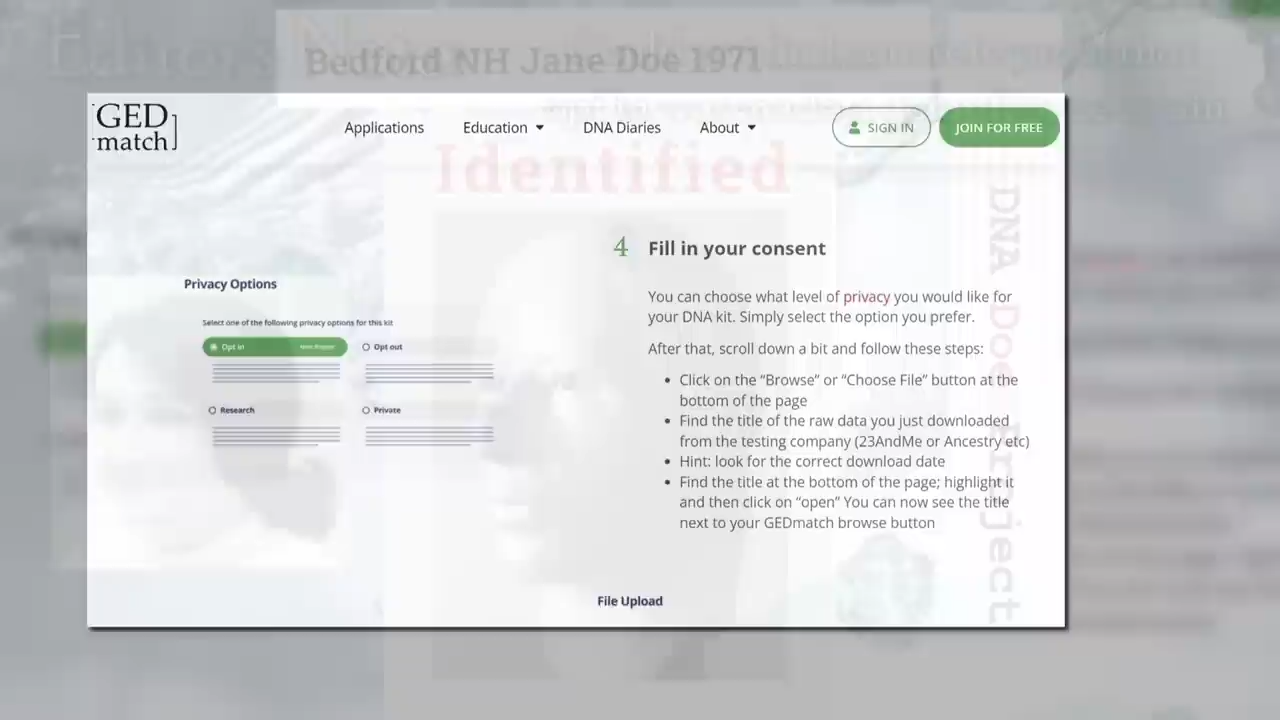 Bedford NH Jane Doe 1971
GED
match
Applications
Education
DNA Diaries
About
SIGN IN
JOIN FOR FREE
Identified
DNA Doe Project
Privacy Options
Select one of the following privacy options for this kit
Opt in
Opt out
Research
Private
4 Fill in your consent
You can choose what level of privacy you would like for
your DNA kit. Simply select the option you prefer.
After that, scroll down a bit and follow these steps:
• Click on the “Browse” or “Choose File” button at the
bottom of the page
• Find the title of the raw data you just downloaded
from the testing company (23AndMe or Ancestry etc)
• Hint: look for the correct download date
• Find the title at the bottom of the page; highlight it
and then click on “open” You can now see the title
next to your GEDmatch browse button
File Upload